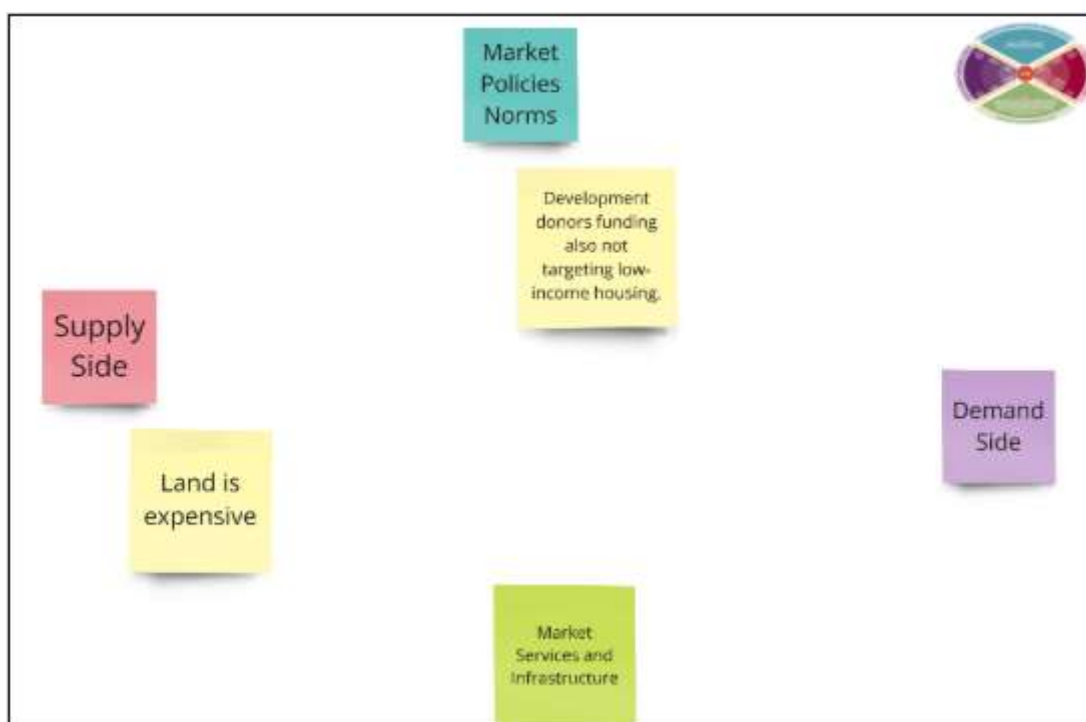 Market
Policies
Norms
Development
donors funding
also not
targeting low-
income housing.
Supply
Side
Demand
Side
Land is
expensive
Market
Services and
Infrastructure